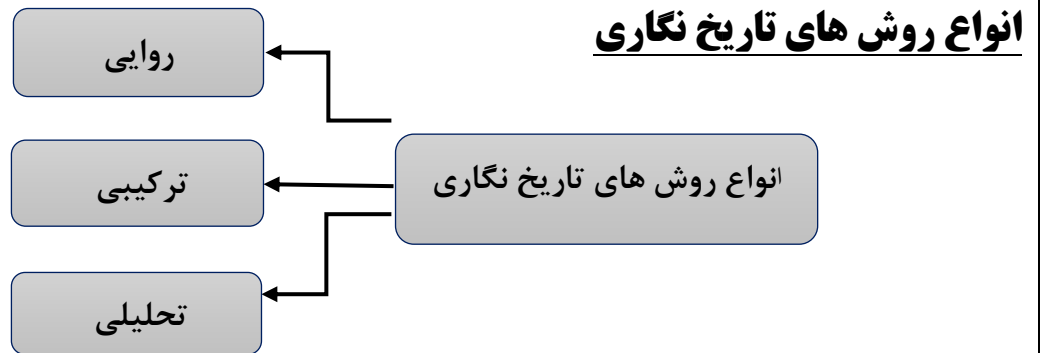 انواع روش های تاریخ نگاری
انواع روش های تاریخ نگاری
روایی
ترکیبی
تحلیلی